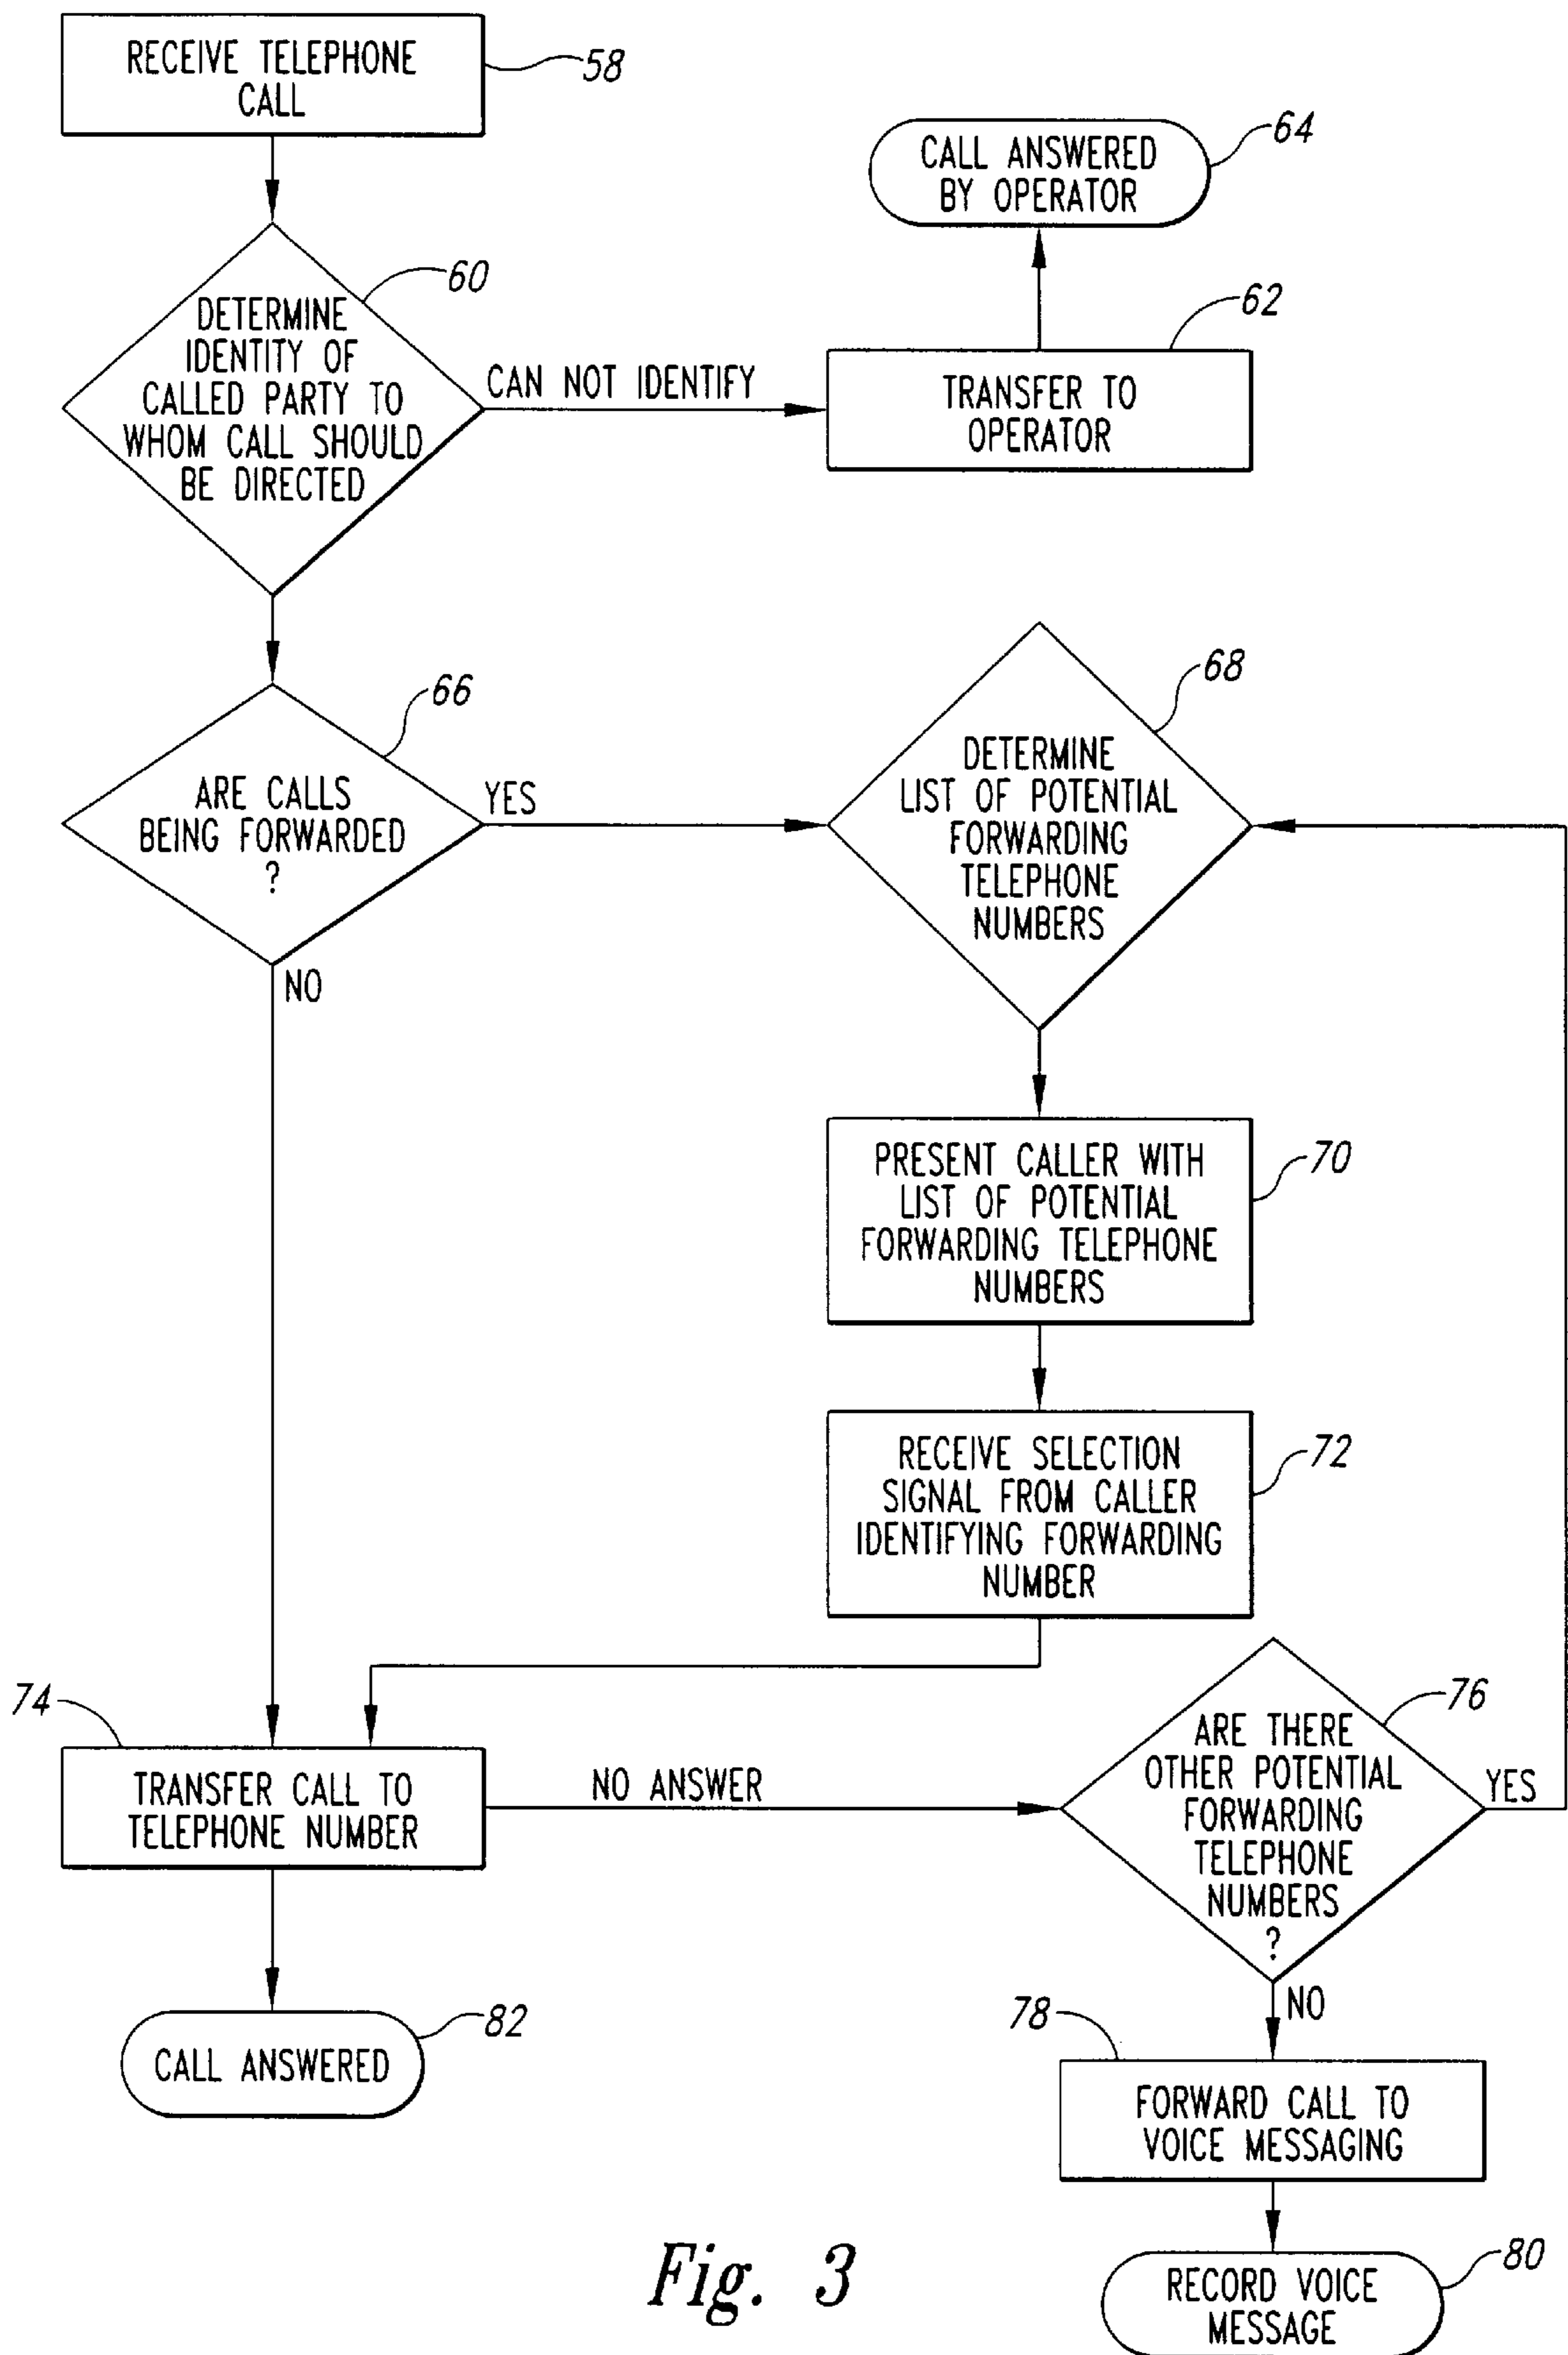 RECEIVE TELEPHONE
CALL
58
CALL ANSWERED
BY OPERATOR
64
60
DETERMINE
IDENTITY OF
CALLED PARTY TO
WHOM CALL SHOULD
BE DIRECTED
CAN NOT IDENTIFY
62
TRANSFER TO
OPERATOR
66
ARE CALLS
BEING FORWARDED
?
YES
NO
68
DETERMINE
LIST OF POTENTIAL
FORWARDING
TELEPHONE
NUMBERS
PRESENT CALLER WITH
LIST OF POTENTIAL
FORWARDING TELEPHONE
NUMBERS
70
RECEIVE SELECTION
SIGNAL FROM CALLER
IDENTIFYING FORWARDING
NUMBER
72
74
TRANSFER CALL TO
TELEPHONE NUMBER
NO ANSWER
76
ARE THERE
OTHER POTENTIAL
FORWARDING
TELEPHONE
NUMBERS
?
YES
NO
82
CALL ANSWERED
78
FORWARD CALL TO
VOICE MESSAGING
80
RECORD VOICE
MESSAGE
Fig. 3